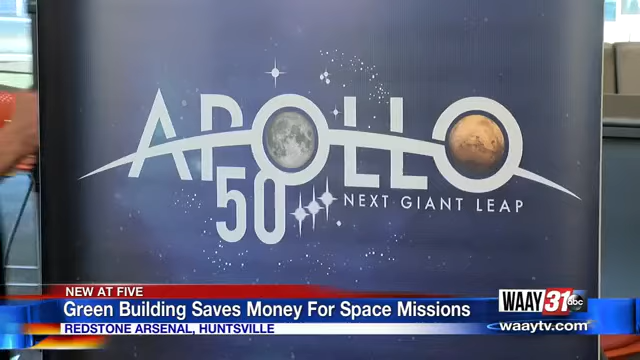 APOLLO
50
NEXT GIANT LEAP
NEW AT FIVE
Green Building Saves Money For Space Missions
REDSTONE ARSENAL, HUNTSVILLE
WAAY 31 abc
waaytv.com